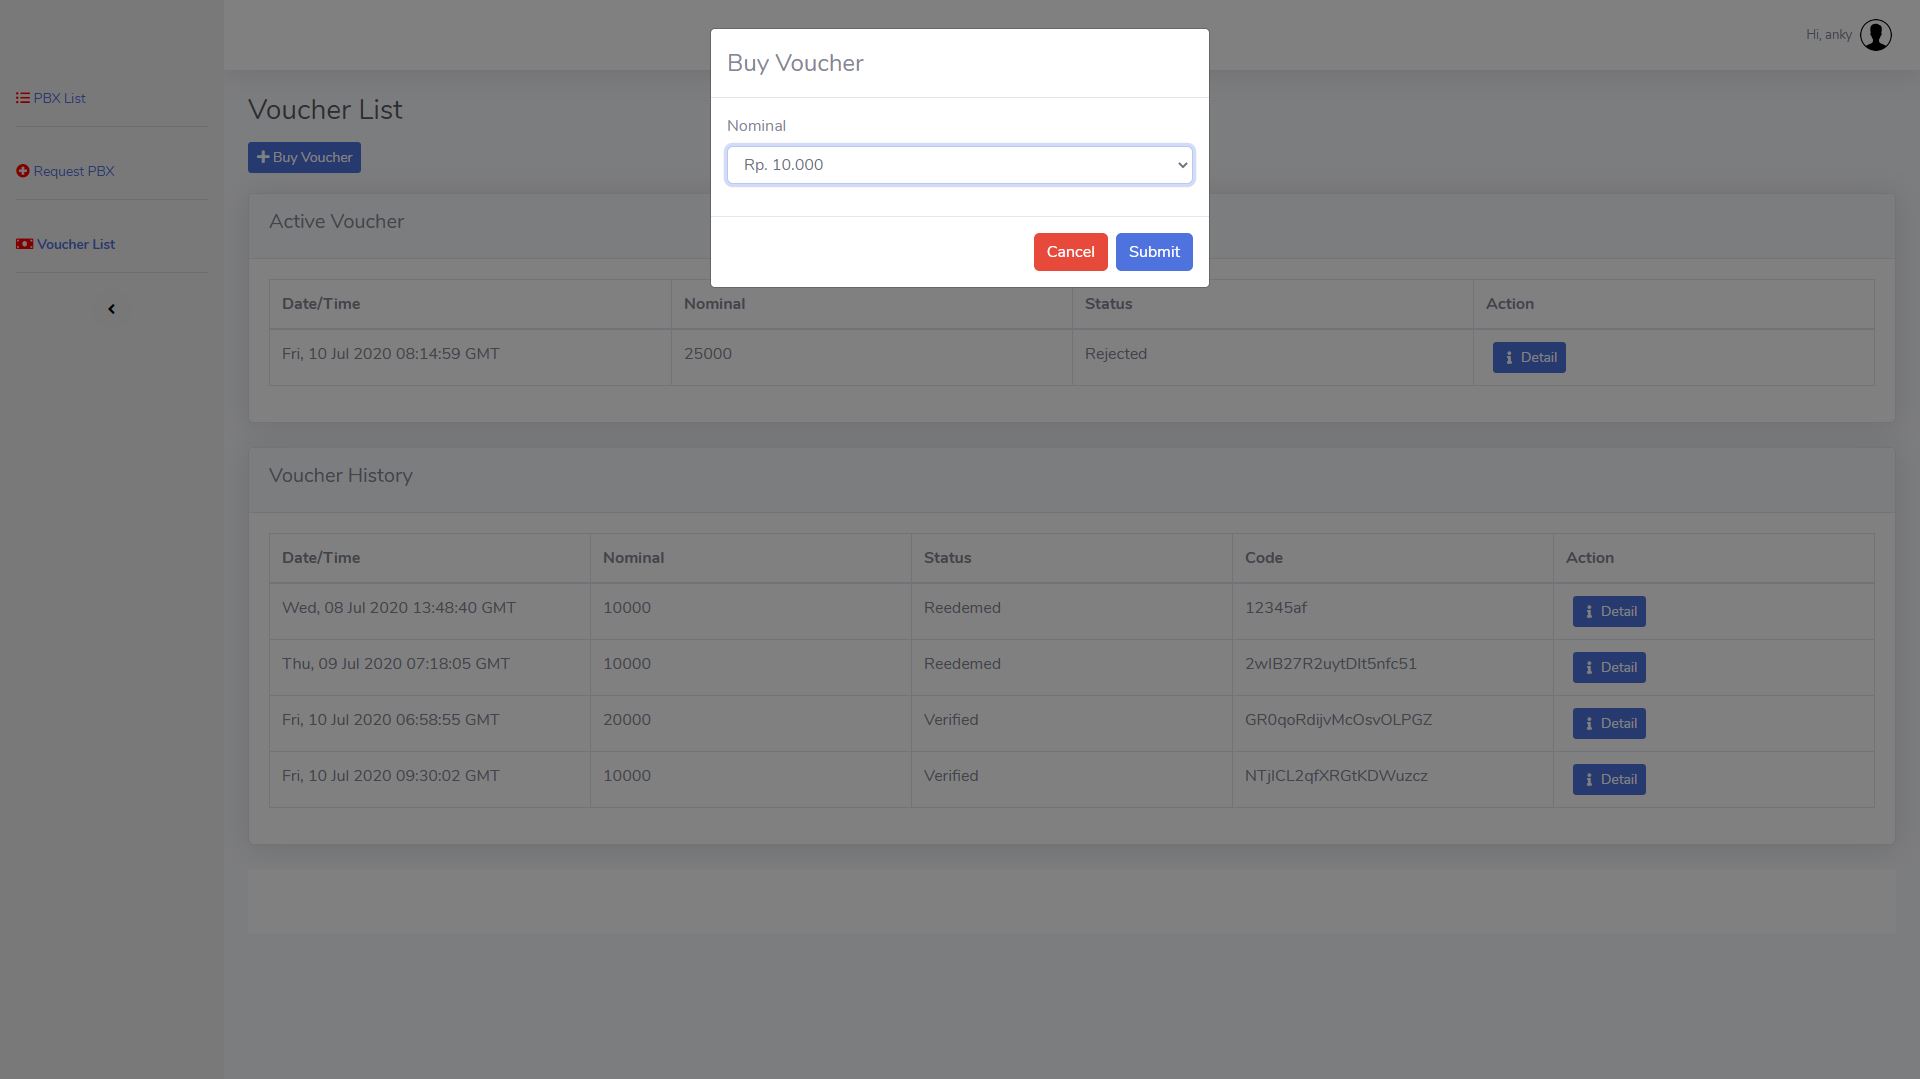 Hi, anky
PBX List
Request PBX
Voucher List
Voucher List
Buy Voucher
Buy Voucher
Nominal
Rp. 10.000
Cancel Submit
Active Voucher
Date/Time Nominal Status Action
Fri, 10 Jul 2020 08:14:59 GMT 25000 Rejected Detail
Voucher History
Date/Time Nominal Status Code Action
Wed, 08 Jul 2020 13:48:40 GMT 10000 Reedemed 12345af Detail
Thu, 09 Jul 2020 07:18:05 GMT 10000 Reedemed 2wIB27R2uytDIt5nfc51 Detail
Fri, 10 Jul 2020 06:58:55 GMT 20000 Verified GR0qoRdijvMcOsvOLPGZ Detail
Fri, 10 Jul 2020 09:30:02 GMT 10000 Verified NTjICL2qfXRGtKDWuzcz Detail